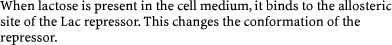 When lactose is present in the cell medium, it binds to the allosteric
site of the Lac repressor. This changes the conformation of the
repressor.